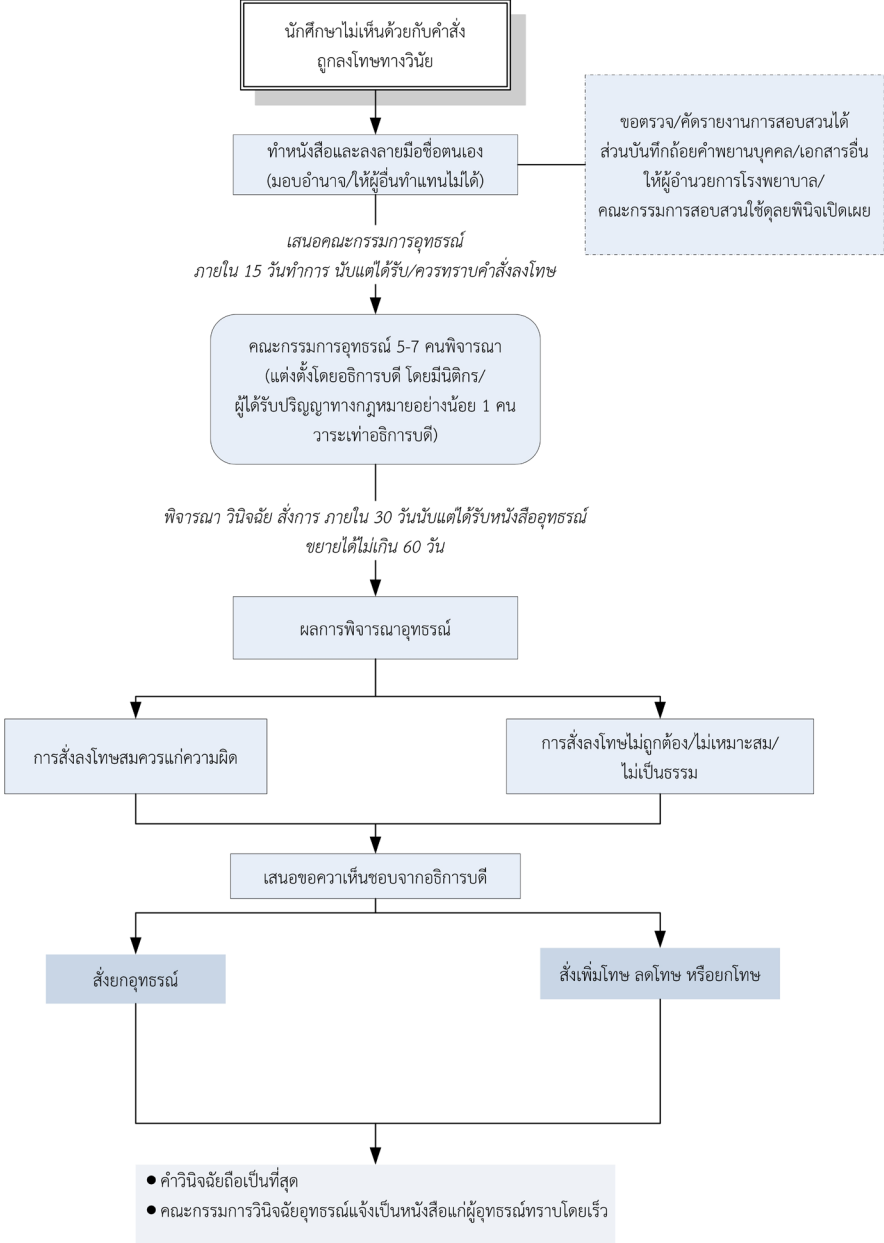 นักศึกษาไม่เห็นด้วยกับคำสั่ง
ถูกลงโทษทางวินัย
ทำหนังสือและลงลายมือชื่อตนเอง
(มอบอำนาจ/ให้ผู้อื่นทำแทนไม่ได้)
ขอตรวจ/คัดรายงานการสอบสวนได้
ส่วนบันทึกถ้อยคำพยานบุคคล/เอกสารอื่น
ให้ผู้อำนวยการโรงพยาบาล/
คณะกรรมการสอบสวนใช้ดุลยพินิจเปิดเผย
เสนอคณะกรรมการอุทธรณ์
ภายใน 15 วันทำการ นับแต่ได้รับ/ควรทราบคำสั่งลงโทษ
คณะกรรมการอุทธรณ์ 5-7 คนพิจารณา
(แต่งตั้งโดยอธิการบดี โดยมีนิติกร/
ผู้ได้รับปริญญาทางกฎหมายอย่างน้อย 1 คน
วาระเท่าอธิการบดี)
พิจารณา วินิจฉัย สั่งการ ภายใน 30 วันนับแต่ได้รับหนังสืออุทธรณ์
ขยายได้ไม่เกิน 60 วัน
ผลการพิจารณาอุทธรณ์
การสั่งลงโทษสมควรแก่ความผิด
การสั่งลงโทษไม่ถูกต้อง/ไม่เหมาะสม/
ไม่เป็นธรรม
เสนอขอควาเห็นชอบจากอธิการบดี
สั่งยกอุทธรณ์
สั่งเพิ่มโทษ ลดโทษ หรือยกโทษ
● คำวินิจฉัยถือเป็นที่สุด
● คณะกรรมการวินิจฉัยอุทธรณ์แจ้งเป็นหนังสือแก่ผู้อุทธรณ์ทราบโดยเร็ว